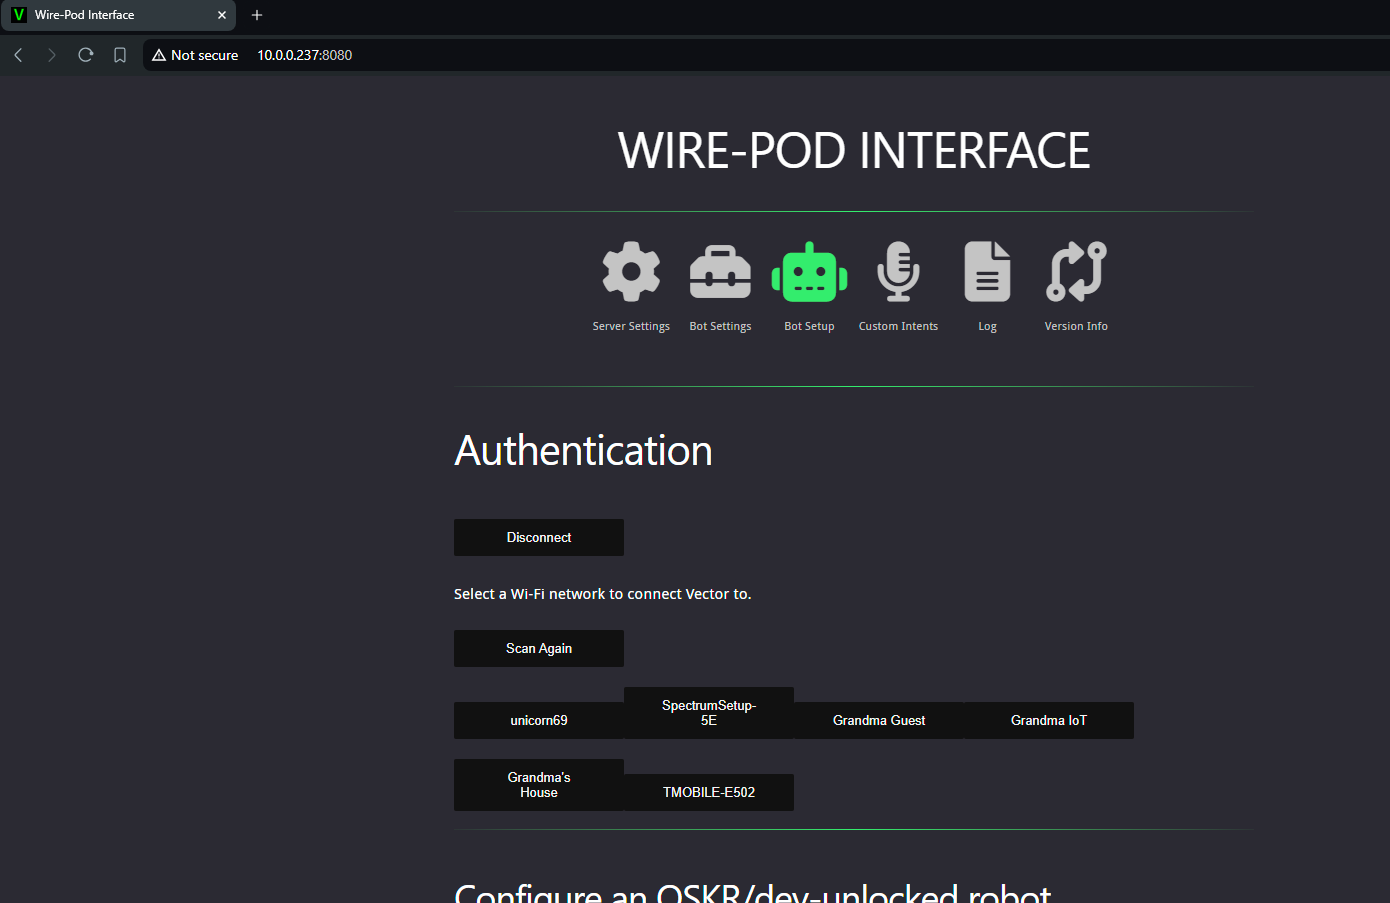 Wire-Pod Interface
Not secure
10.0.0.237:8080
WIRE-POD INTERFACE
Server Settings
Bot Settings
Bot Setup
Custom Intents
Log
Version Info
Authentication
Disconnect
Select a Wi-Fi network to connect Vector to.
Scan Again
unicorn69
SpectrumSetup-
5E
Grandma Guest
Grandma IoT
Grandma's
House
TMOBILE-E502
Configure an OSKR/dev-unlocked robot